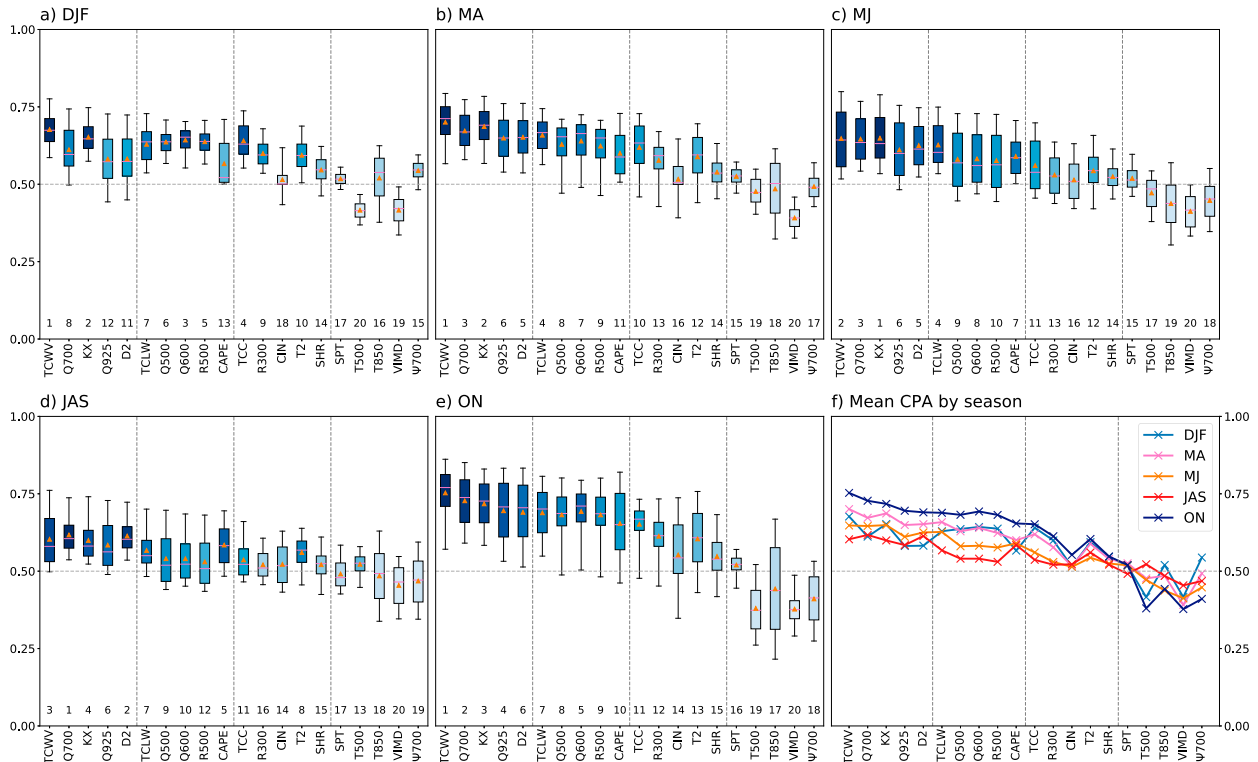 a) DJF
b) MA
c) MJ
1.00
0.75
0.50
0.25
0.00
1 8 2 12 11 7 6 3 5 13 4 9 18 10 14 17 20 16 19 15
1 3 2 6 5 4 8 7 9 11 10 13 16 12 14 15 19 18 20 17
2 3 1 6 5 4 9 8 10 7 11 13 16 12 14 15 17 19 20 18
TCWV Q700 KX Q925 D2 TCLW Q500 Q600 R500 CAPE TCC R300 CIN T2 SHR SPT T500 T850 VIMD Ψ700
TCWV Q700 KX Q925 D2 TCLW Q500 Q600 R500 CAPE TCC R300 CIN T2 SHR SPT T500 T850 VIMD Ψ700
TCWV Q700 KX Q925 D2 TCLW Q500 Q600 R500 CAPE TCC R300 CIN T2 SHR SPT T500 T850 VIMD Ψ700
d) JAS
e) ON
f) Mean CPA by season
1.00
0.75
0.50
0.25
0.00
1.00
0.75
0.50
0.25
0.00
DJF
MA
MJ
JAS
ON
3 1 4 6 2 7 9 10 12 5 11 16 14 8 15 17 13 18 20 19
1 2 3 4 6 7 8 5 9 10 11 12 14 13 15 16 19 17 20 18
TCWV Q700 KX Q925 D2 TCLW Q500 Q600 R500 CAPE TCC R300 CIN T2 SHR SPT T500 T850 VIMD Ψ700
TCWV Q700 KX Q925 D2 TCLW Q500 Q600 R500 CAPE TCC R300 CIN T2 SHR SPT T500 T850 VIMD Ψ700
TCWV Q700 KX Q925 D2 TCLW Q500 Q600 R500 CAPE TCC R300 CIN T2 SHR SPT T500 T850 VIMD Ψ700